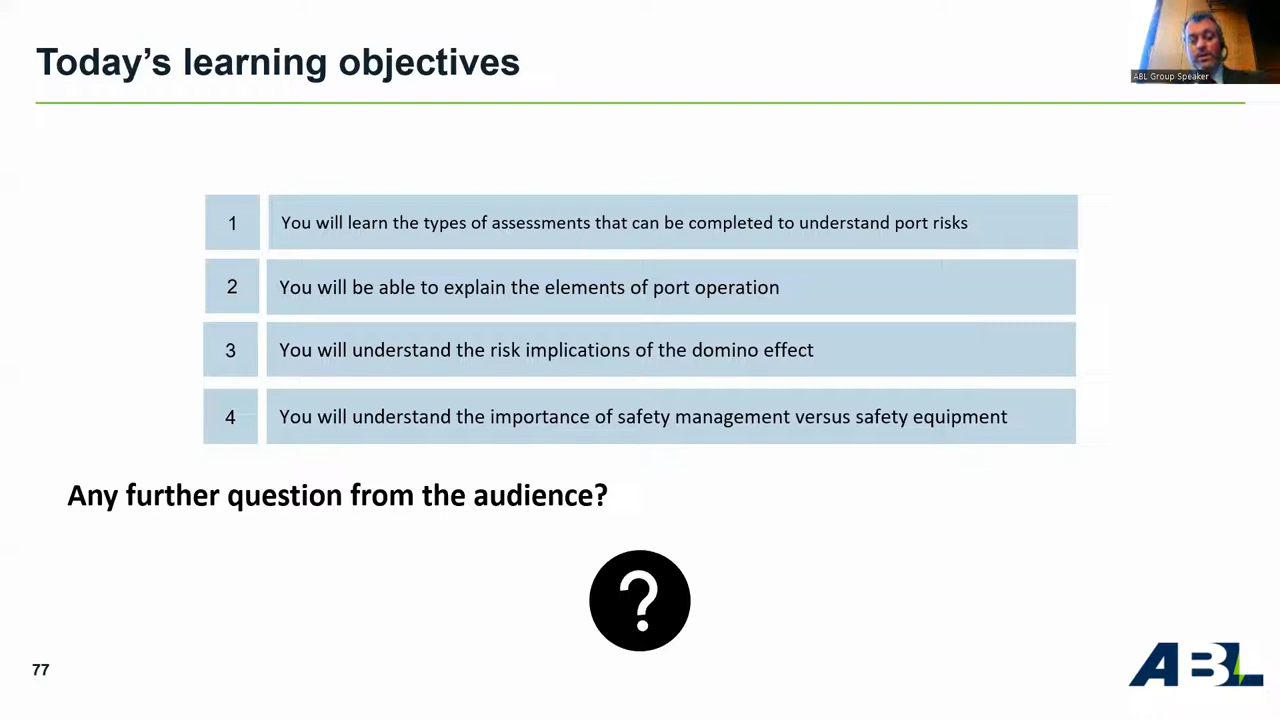 Today's learning objectives
ABL Group Speaker
1 You will learn the types of assessments that can be completed to understand port risks
2 You will be able to explain the elements of port operation
3 You will understand the risk implications of the domino effect
4 You will understand the importance of safety management versus safety equipment
Any further question from the audience?
?
77
ABL